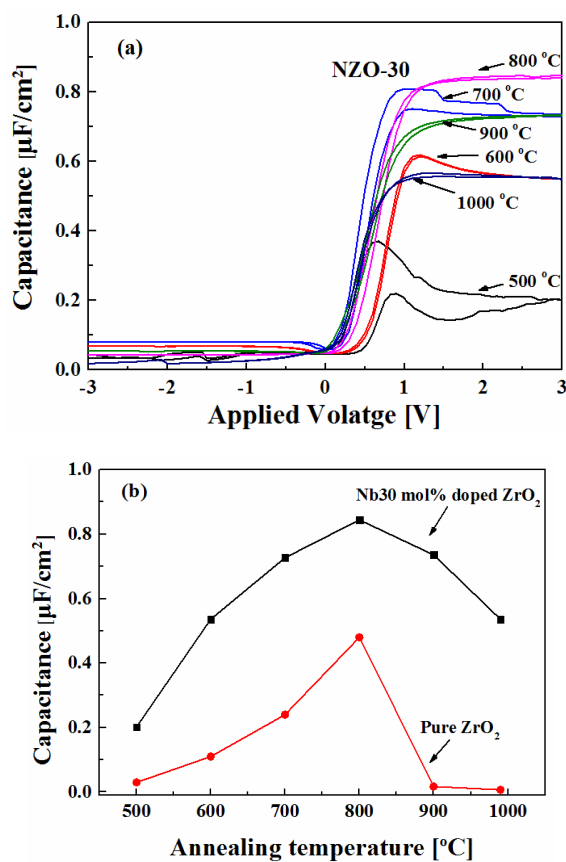 (a)
NZO-30
800 °C
700 °C
900 °C
600 °C
1000 °C
500 °C
Capacitance [µF/cm²]
1.0
0.8
0.6
0.4
0.2
0.0
-3 -2 -1 0 1 2 3
Applied Volatge [V]
(b)
Nb30 mol% doped ZrO₂
Pure ZrO₂
Capacitance [µF/cm²]
1.0
0.8
0.6
0.4
0.2
0.0
500 600 700 800 900 1000
Annealing temperature [°C]